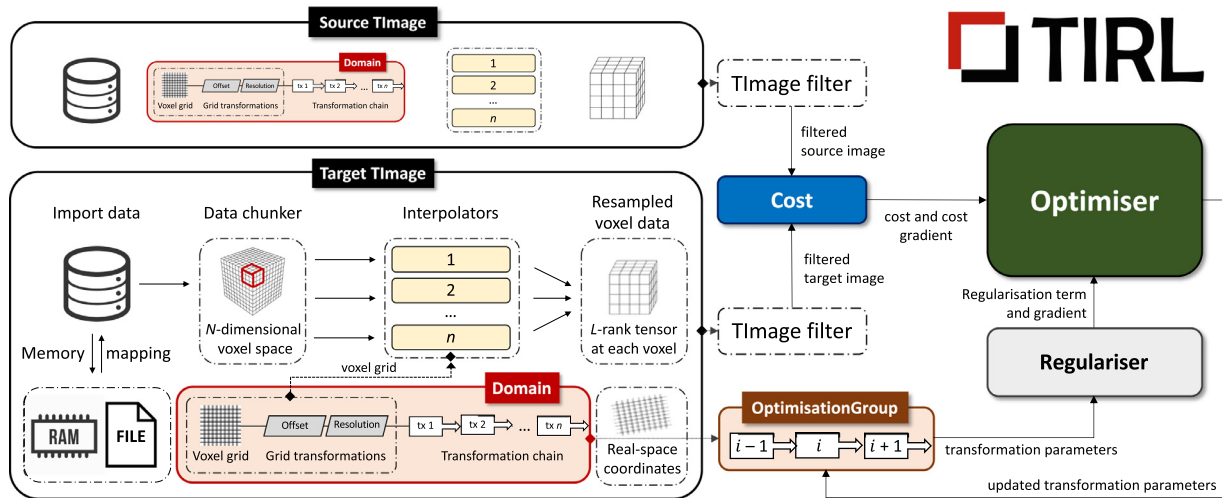 Source TImage
TIRL
Domain
Voxel grid
Offset
Resolution
Grid transformations
tx 1
tx 2
...
tx n
Transformation chain
1
2
...
n
TImage filter
filtered
source image
Target TImage
Import data
Data chunker
Interpolators
Resampled
voxel data
1
2
...
n
N-dimensional
voxel space
L-rank tensor
at each voxel
Memory
mapping
RAM
FILE
voxel grid
Domain
Voxel grid
Offset
Resolution
Grid transformations
tx 1
tx 2
...
tx n
Transformation chain
Real-space
coordinates
Cost
cost and cost
gradient
Optimiser
filtered
target image
TImage filter
Regularisation term
and gradient
Regulariser
OptimisationGroup
i − 1
i
i + 1
transformation parameters
updated transformation parameters